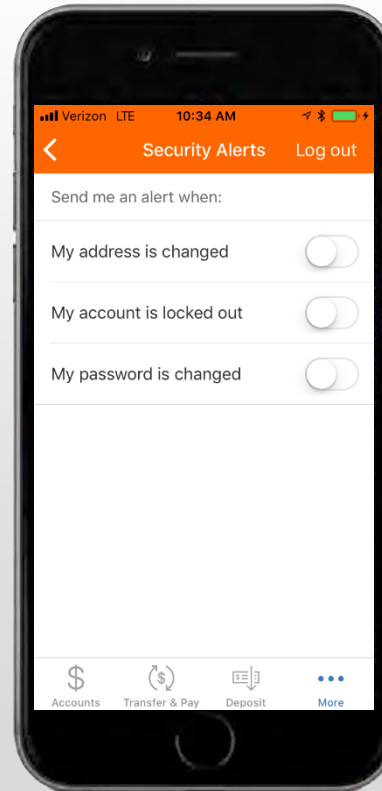 Verizon LTE 10:34 AM
Security Alerts Log out
Send me an alert when:
My address is changed
My account is locked out
My password is changed
Accounts Transfer & Pay Deposit More